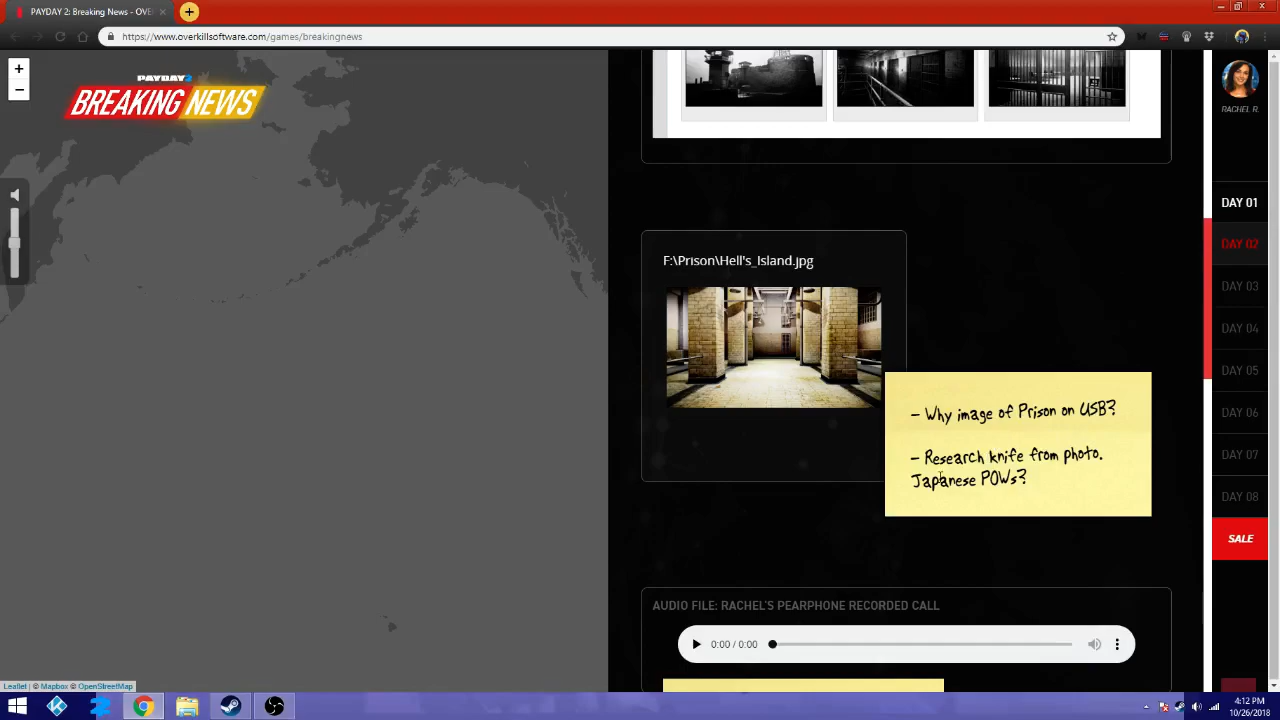 PAYDAY 2: Breaking News - OVE
https://www.overkillsoftware.com/games/breakingnews
+
−
PAYDAY 2
BREAKING NEWS
RACHEL R.
DAY 01
DAY 02
DAY 03
DAY 04
DAY 05
DAY 06
DAY 07
DAY 08
SALE
F:\Prison\Hell's_Island.jpg
- Why image of Prison on USB?
- Research knife from photo.
Japanese POWs?
AUDIO FILE: RACHEL'S PEARPHONE RECORDED CALL
0:00 / 0:00
Leaflet | © Mapbox © OpenStreetMap
4:12 PM
10/26/2018